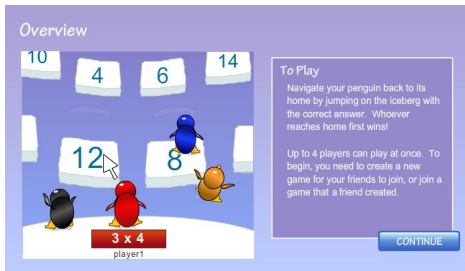 Overview
10
4
6
14
12
8
3 x 4
player1
To Play
Navigate your penguin back to its
home by jumping on the iceberg with
the correct answer. Whoever
reaches home first wins!
Up to 4 players can play at once. To
begin, you need to create a new
game for your friends to join, or join a
game that a friend created.
CONTINUE